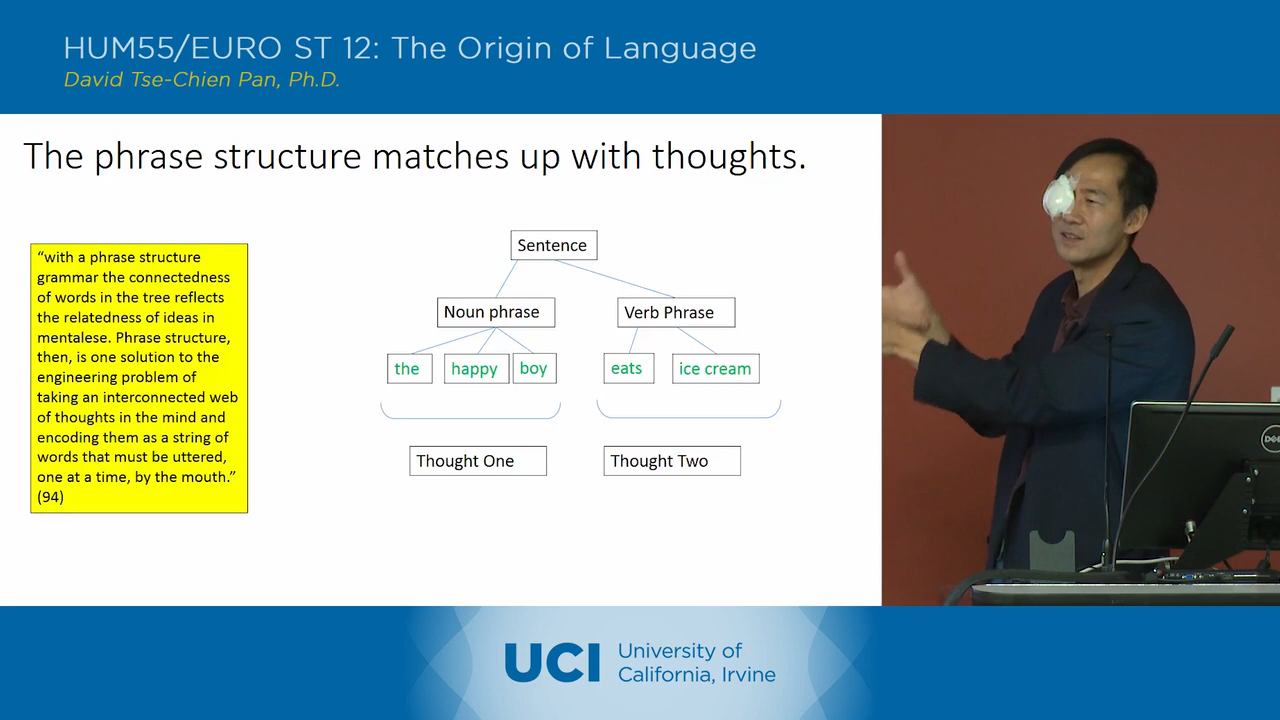 HUM55/EURO ST 12: The Origin of Language
David Tse-Chien Pan, Ph.D.
The phrase structure matches up with thoughts.
“with a phrase structure
grammar the connectedness
of words in the tree reflects
the relatedness of ideas in
mentalese. Phrase structure,
then, is one solution to the
engineering problem of
taking an interconnected web
of thoughts in the mind and
encoding them as a string of
words that must be uttered,
one at a time, by the mouth.”
(94)
Sentence
Noun phrase
Verb Phrase
the
happy
boy
eats
ice cream
Thought One
Thought Two
DELL
UCI
University of
California, Irvine